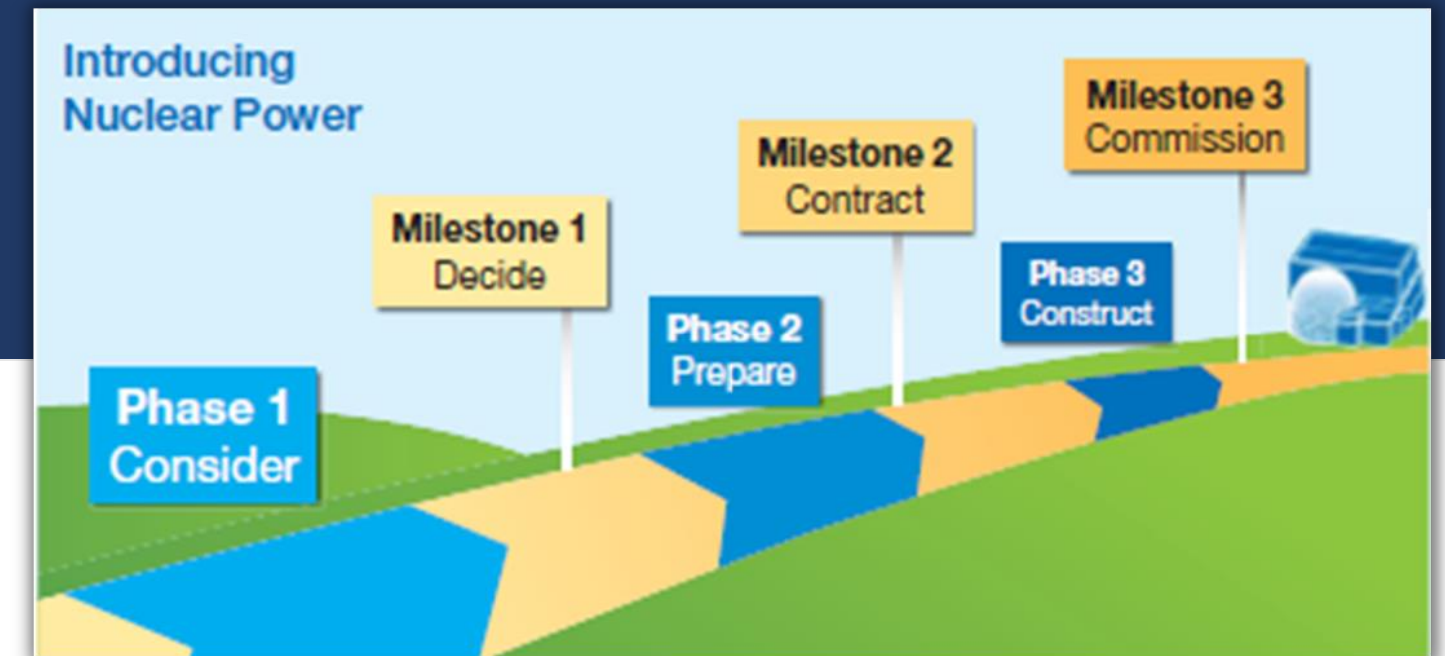 Introducing
Nuclear Power
Phase 1
Consider
Milestone 1
Decide
Phase 2
Prepare
Milestone 2
Contract
Phase 3
Construct
Milestone 3
Commission